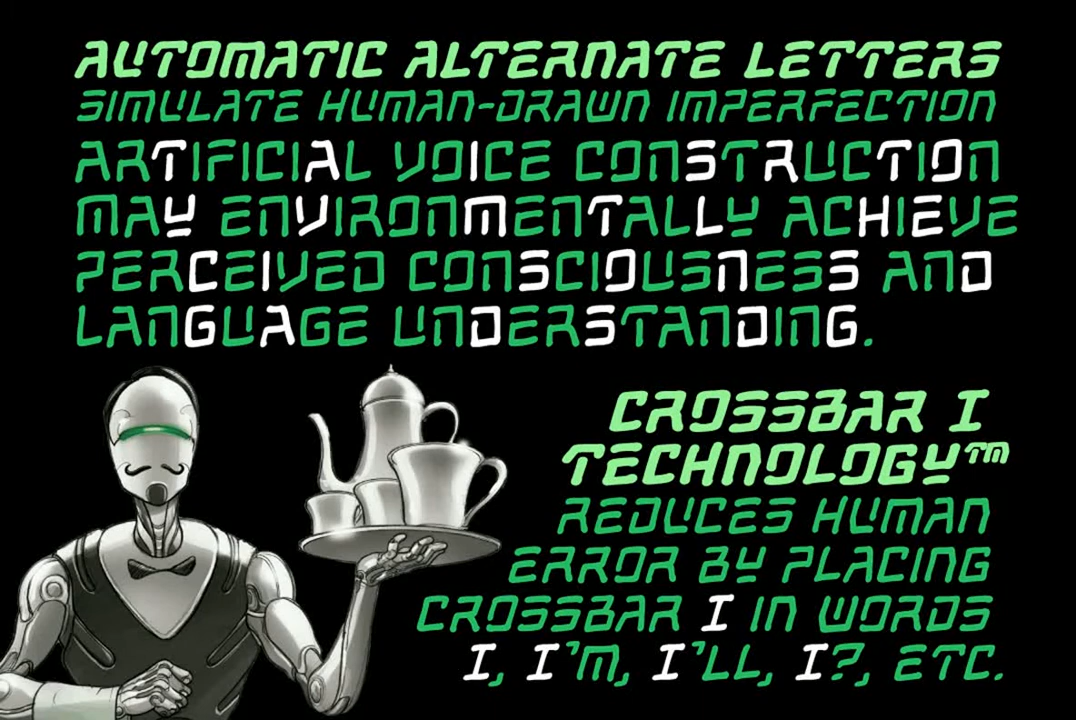 AUTOMATIC ALTERNATE LETTERS
SIMULATE HUMAN-DRAWN IMPERFECTION
ARTIFICIAL VOICE CONSTRUCTION
MAY ENVIRONMENTALLY ACHIEVE
PERCEIVED CONSCIOUSNESS AND
LANGUAGE UNDERSTANDING.
CROSSBAR I
TECHNOLOGY™
REDUCES HUMAN
ERROR BY PLACING
CROSSBAR I IN WORDS
I, I'M, I'LL, I?, ETC.